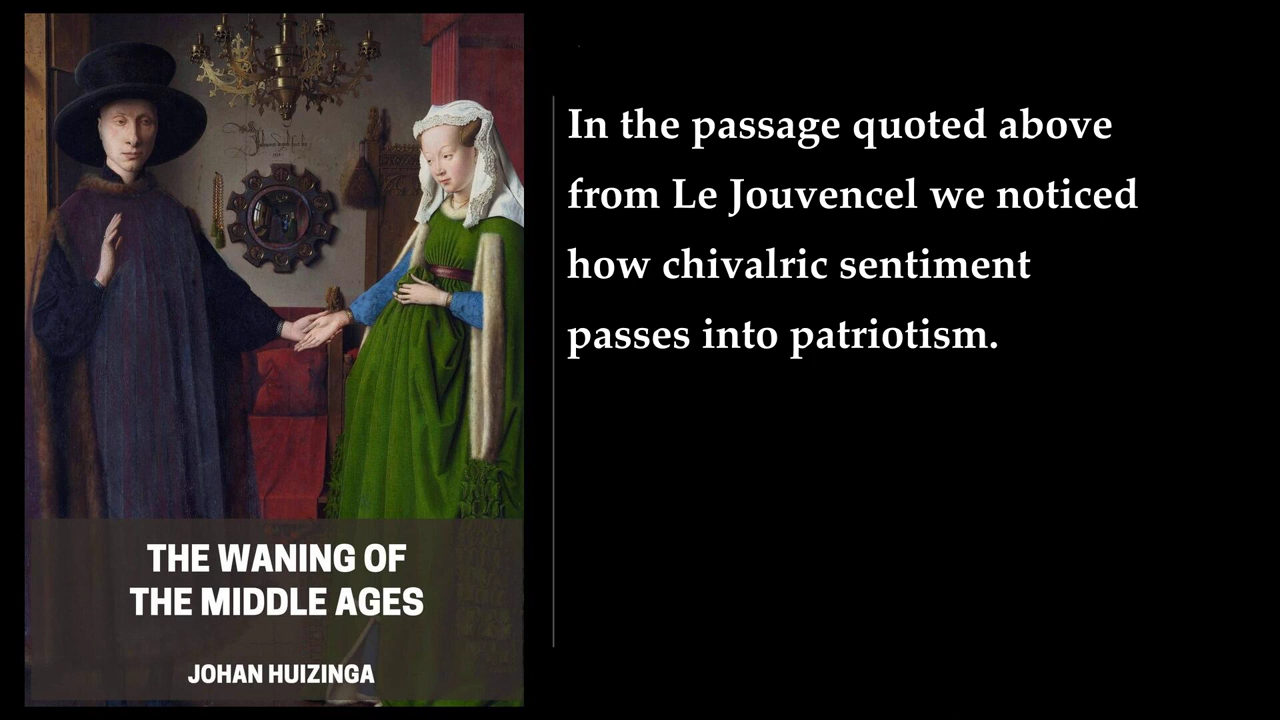 THE WANING OF
THE MIDDLE AGES
JOHAN HUIZINGA
In the passage quoted above
from Le Jouvencel we noticed
how chivalric sentiment
passes into patriotism.